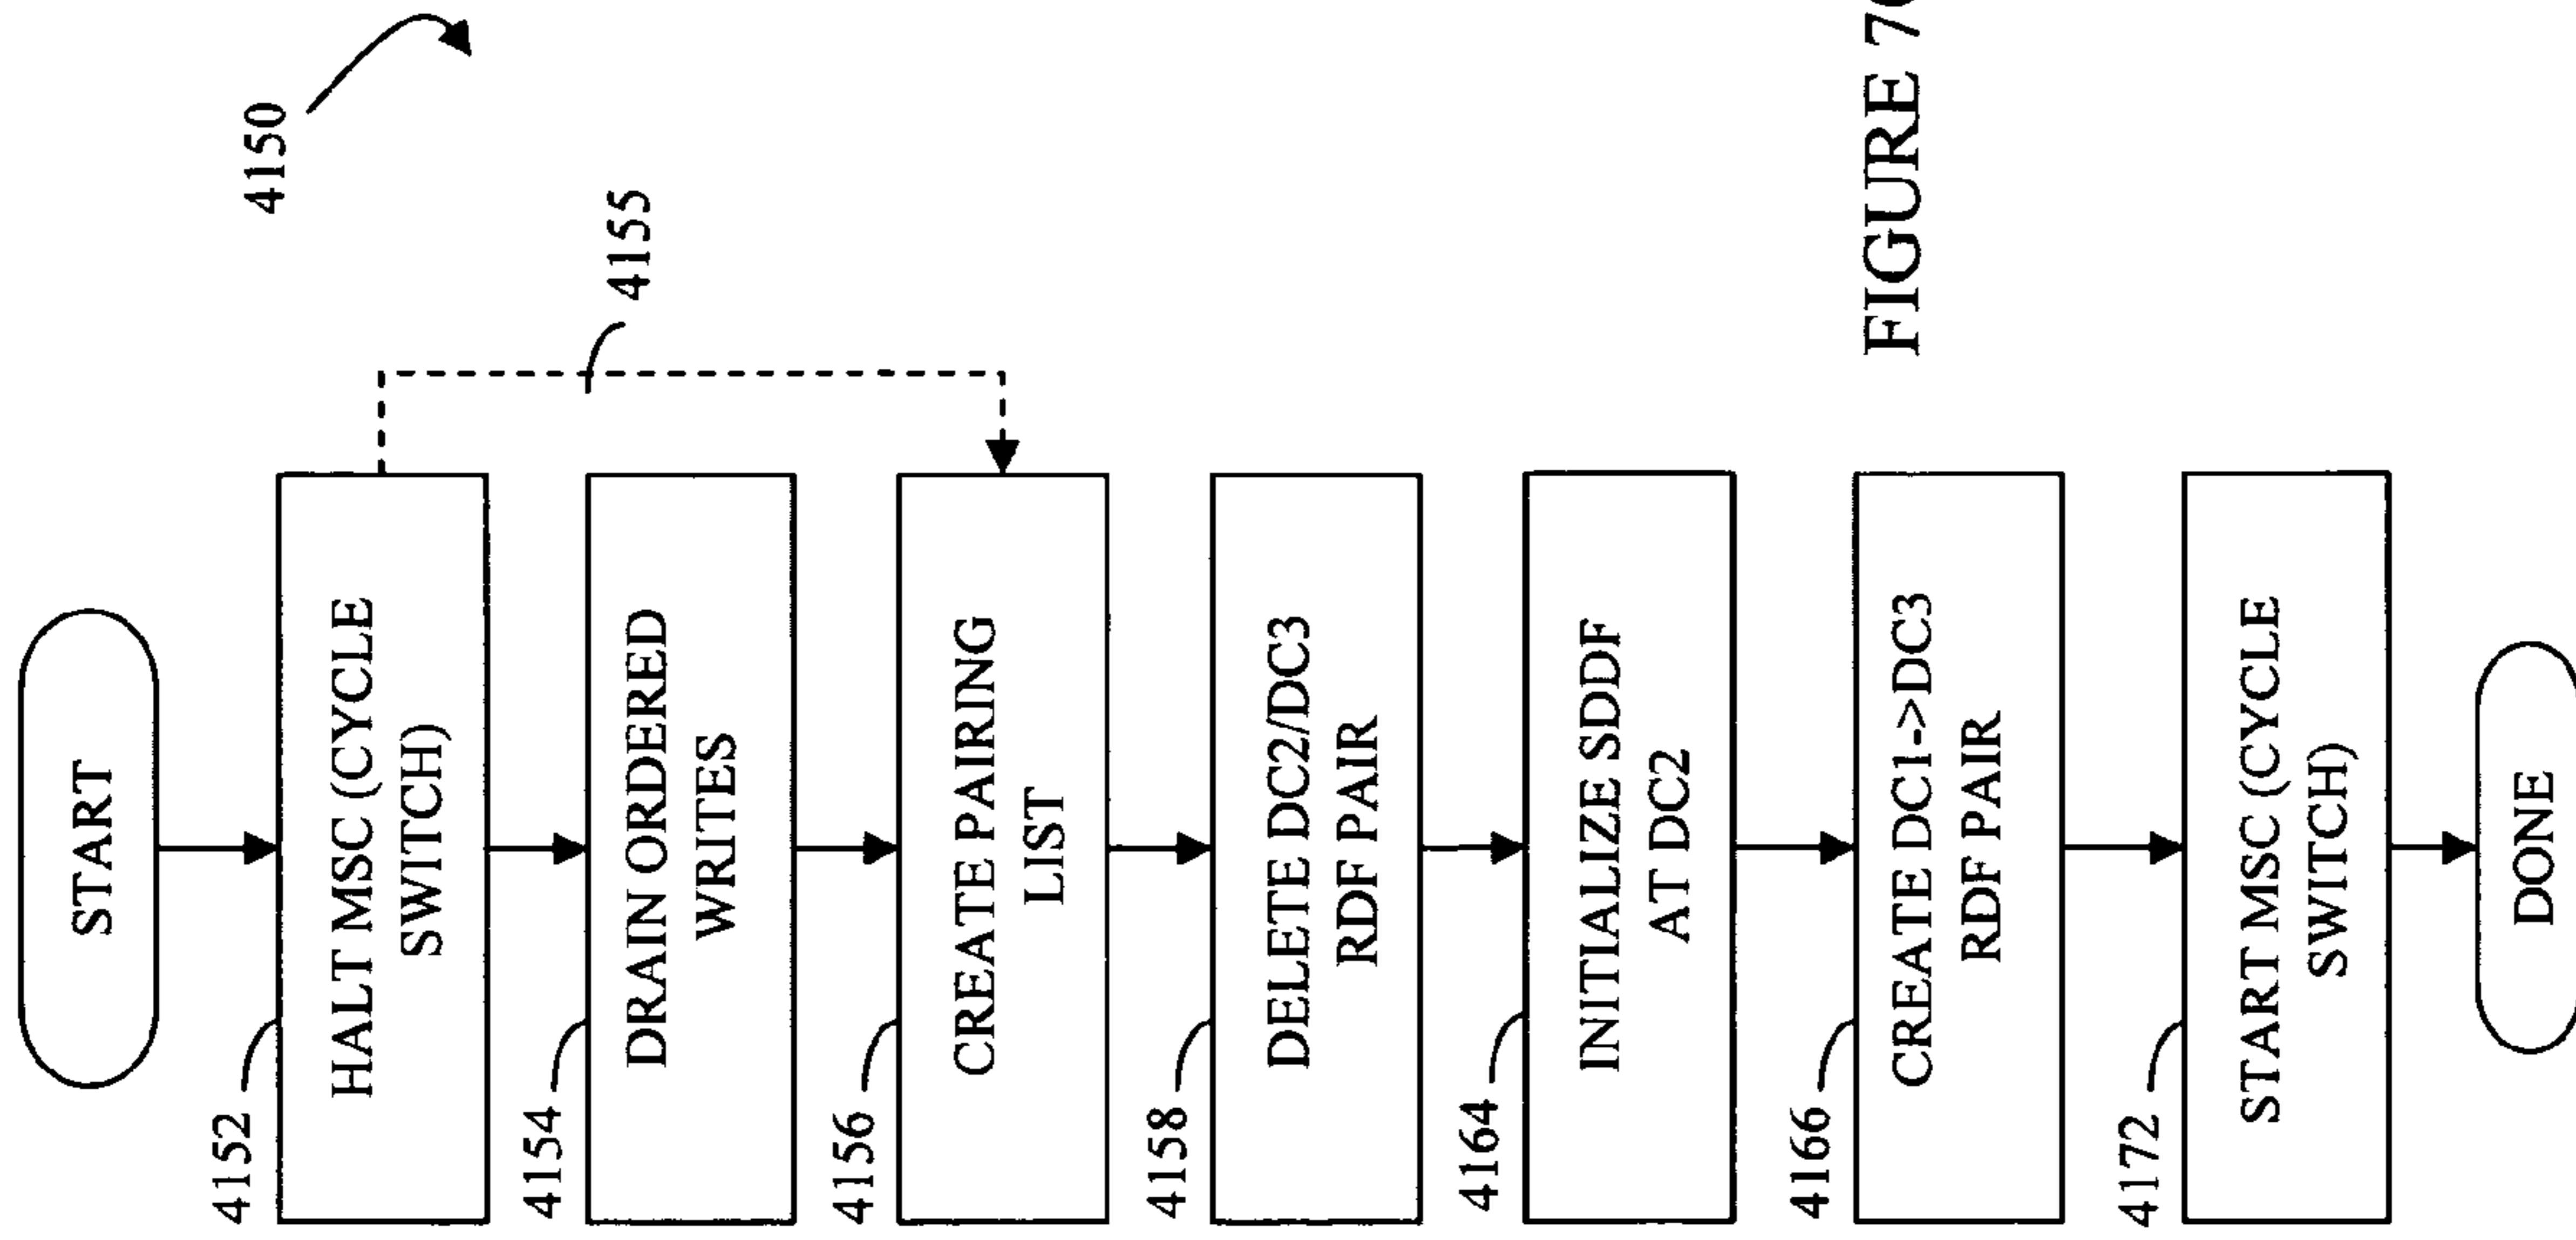 4150
START
4152
HALT MSC (CYCLE
SWITCH)
4155
4154
DRAIN ORDERED
WRITES
4156
CREATE PAIRING
LIST
4158
DELETE DC2/DC3
RDF PAIR
4164
INITIALIZE SDDF
AT DC2
4166
CREATE DC1->DC3
RDF PAIR
4172
START MSC (CYCLE
SWITCH)
DONE
FIGURE